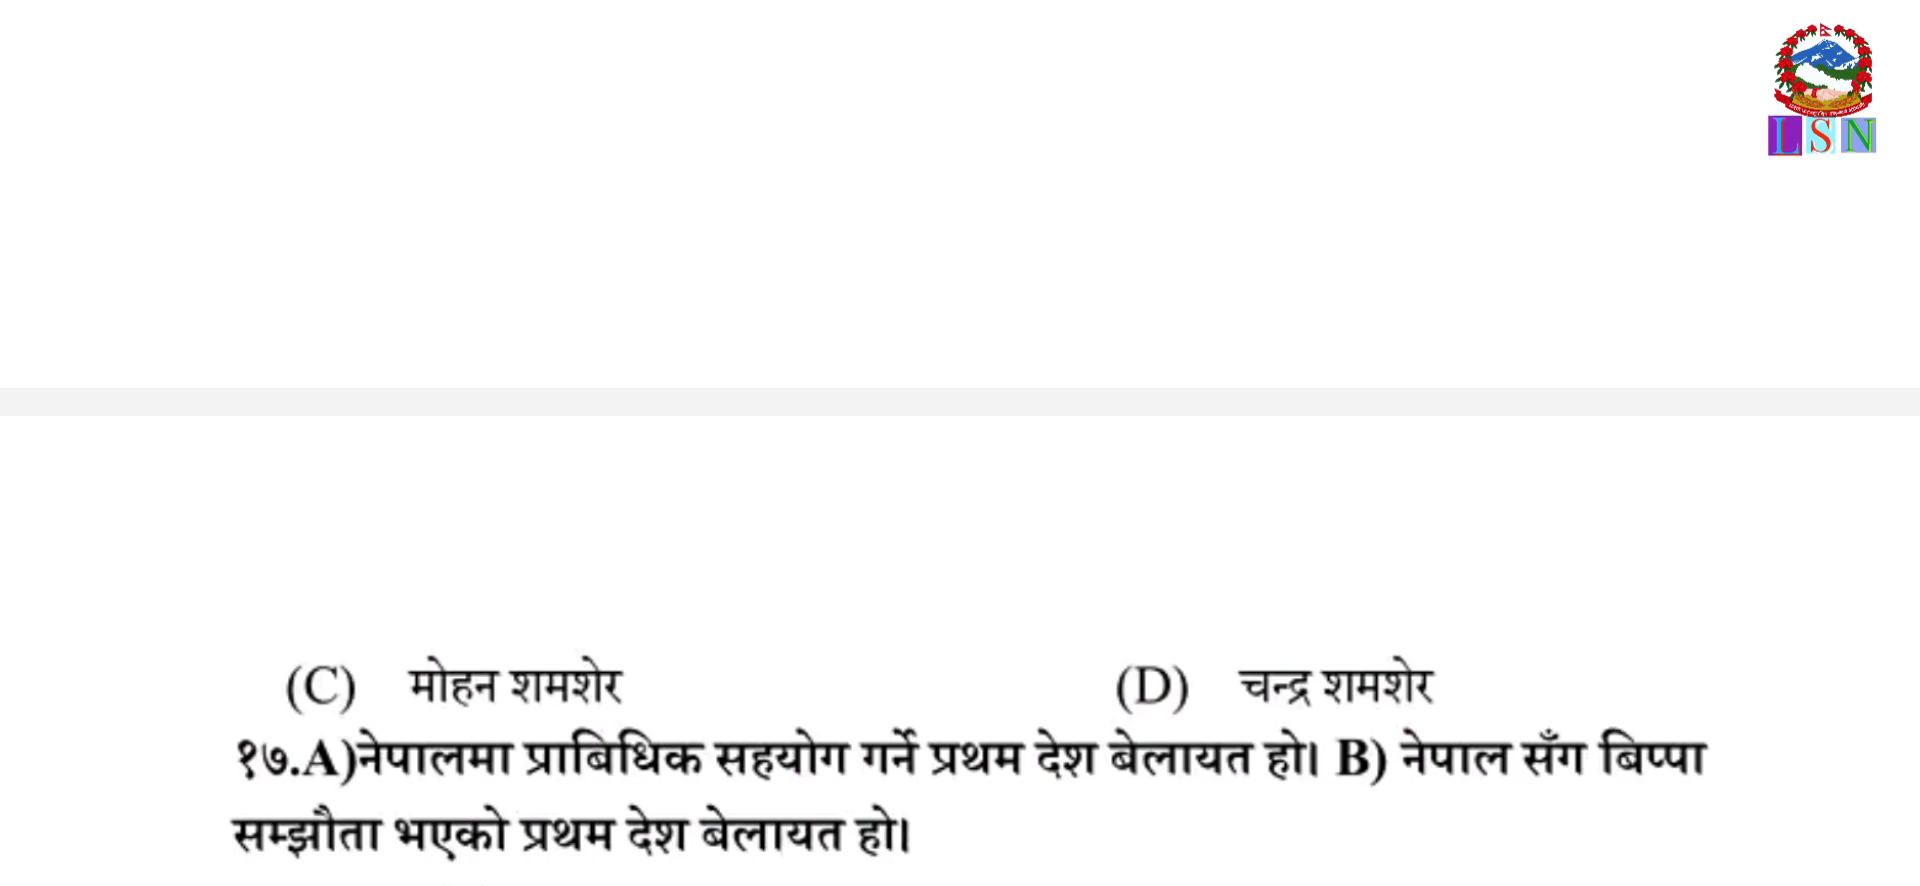 LSN
(C) मोहन शमशेर (D) चन्द्र शमशेर
१७.A)नेपालमा प्राबिधिक सहयोग गर्ने प्रथम देश बेलायत हो। B) नेपाल सँग बिप्पा
सम्झौता भएको प्रथम देश बेलायत हो।